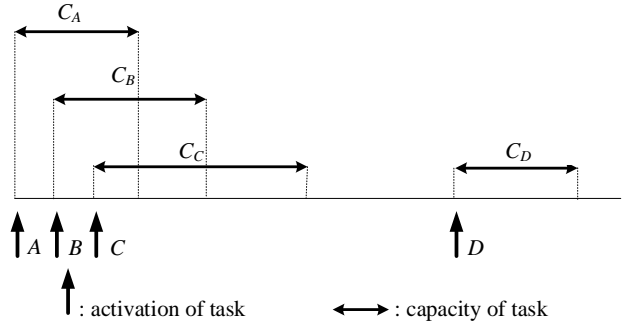 C_A
C_B
C_C
C_D
A B C D
: activation of task : capacity of task